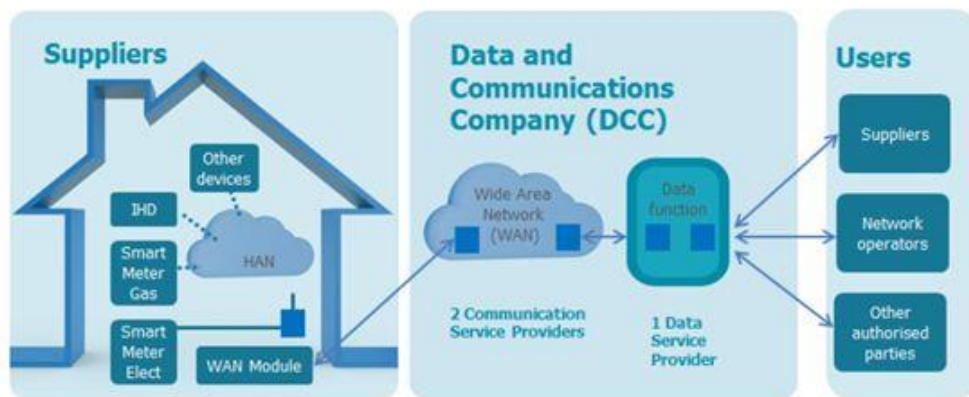 Suppliers
Other
devices
IHD
HAN
Smart
Meter
Gas
Smart
Meter
Elect
WAN Module
Data and
Communications
Company (DCC)
Wide Area
Network
(WAN)
Data
function
2 Communication
Service Providers
1 Data
Service
Provider
Users
Suppliers
Network
operators
Other
authorised
parties